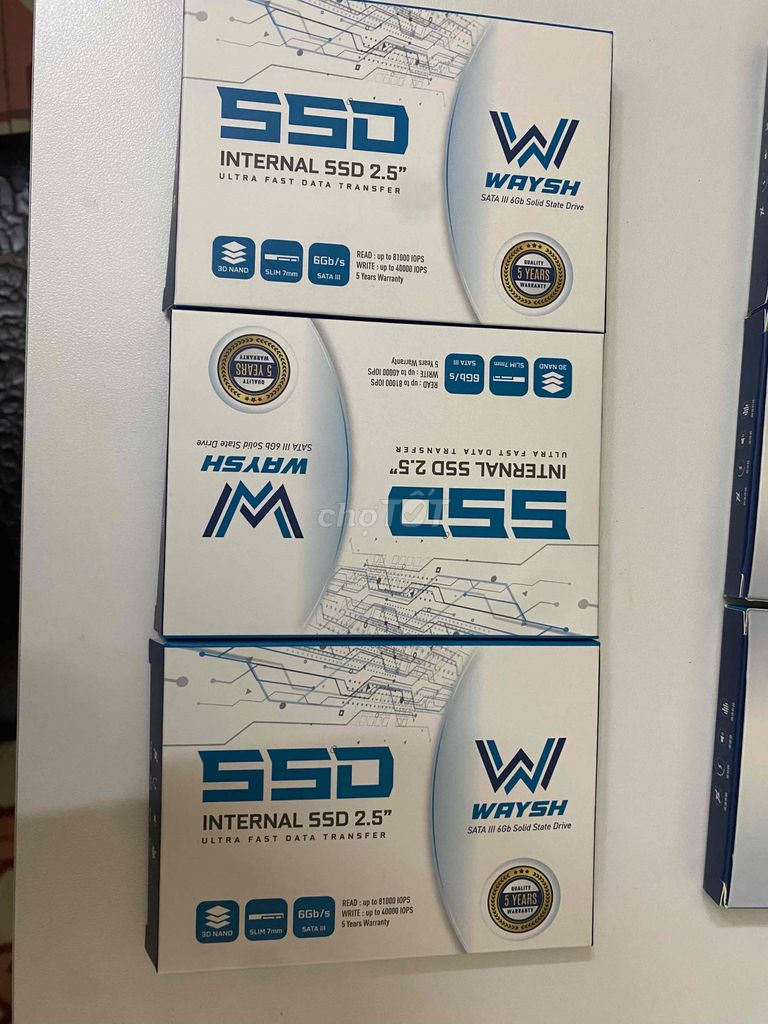 SSD
INTERNAL SSD 2.5”
ULTRA FAST DATA TRANSFER
WAYSH
SATA III 6Gb Solid State Drive
3D NAND
SLIM 7mm
6Gb/s
SATA III
READ : up to 81000 IOPS
WRITE : up to 40000 IOPS
5 Years Warranty
QUALITY
5 YEARS
WARRANTY
SSD
INTERNAL SSD 2.5”
ULTRA FAST DATA TRANSFER
WAYSH
SATA III 6Gb Solid State Drive
3D NAND
SLIM 7mm
6Gb/s
SATA III
READ : up to 81000 IOPS
WRITE : up to 40000 IOPS
5 Years Warranty
QUALITY
5 YEARS
WARRANTY
chợTỐT
SSD
INTERNAL SSD 2.5”
ULTRA FAST DATA TRANSFER
WAYSH
SATA III 6Gb Solid State Drive
3D NAND
SLIM 7mm
6Gb/s
SATA III
READ : up to 81000 IOPS
WRITE : up to 40000 IOPS
5 Years Warranty
QUALITY
5 YEARS
WARRANTY